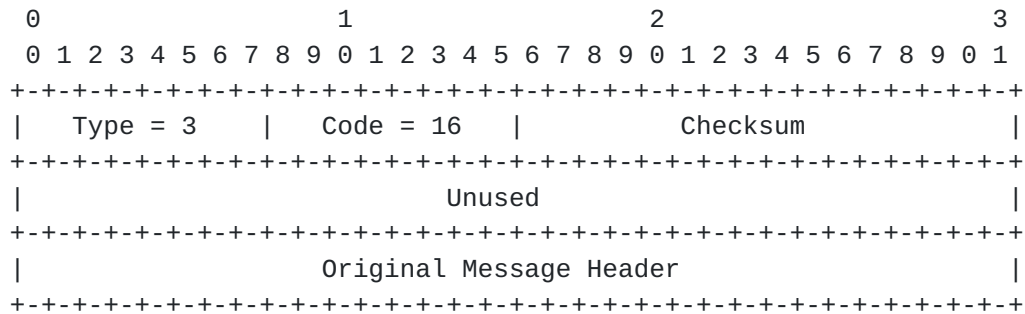 0                   1                   2                     3
 0 1 2 3 4 5 6 7 8 9 0 1 2 3 4 5 6 7 8 9 0 1 2 3 4 5 6 7 8 9 0 1
+-+-+-+-+-+-+-+-+-+-+-+-+-+-+-+-+-+-+-+-+-+-+-+-+-+-+-+-+-+-+-+-+
|   Type = 3    |   Code = 16   |          Checksum             |
+-+-+-+-+-+-+-+-+-+-+-+-+-+-+-+-+-+-+-+-+-+-+-+-+-+-+-+-+-+-+-+-+
|                           Unused                              |
+-+-+-+-+-+-+-+-+-+-+-+-+-+-+-+-+-+-+-+-+-+-+-+-+-+-+-+-+-+-+-+-+
|                   Original Message Header                     |
+-+-+-+-+-+-+-+-+-+-+-+-+-+-+-+-+-+-+-+-+-+-+-+-+-+-+-+-+-+-+-+-+